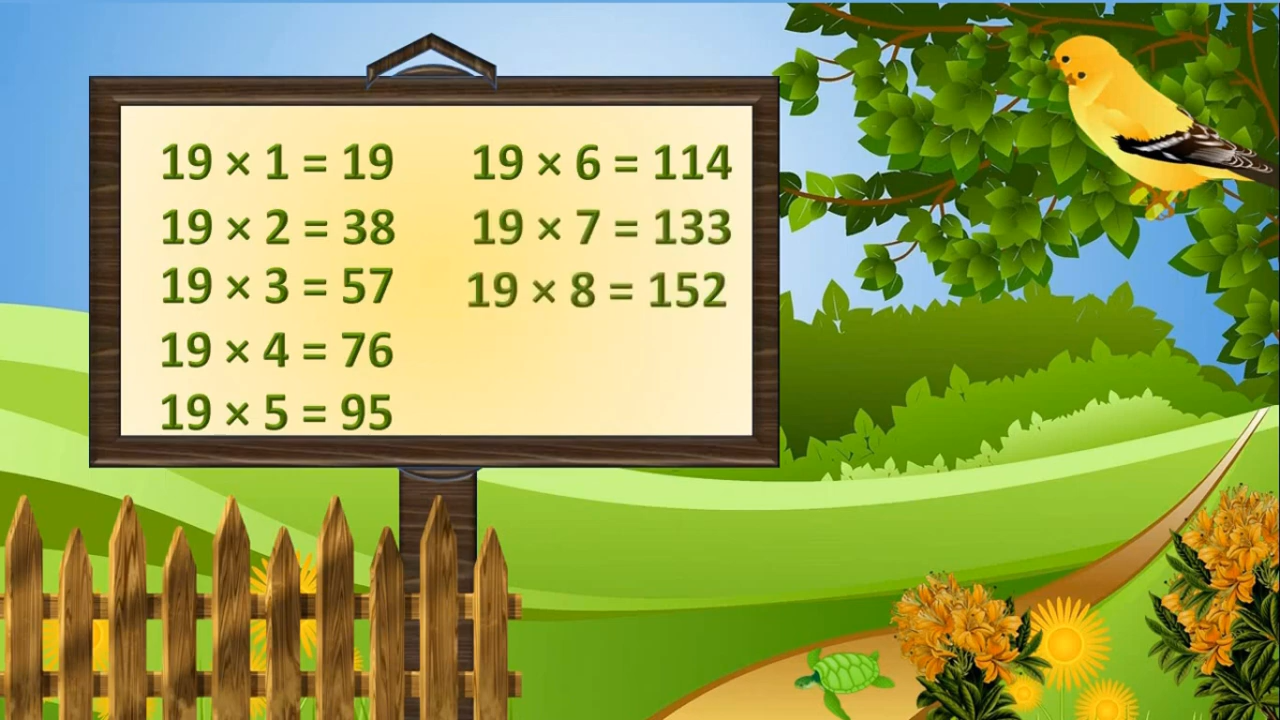 19 × 1 = 19
19 × 2 = 38
19 × 3 = 57
19 × 4 = 76
19 × 5 = 95
19 × 6 = 114
19 × 7 = 133
19 × 8 = 152